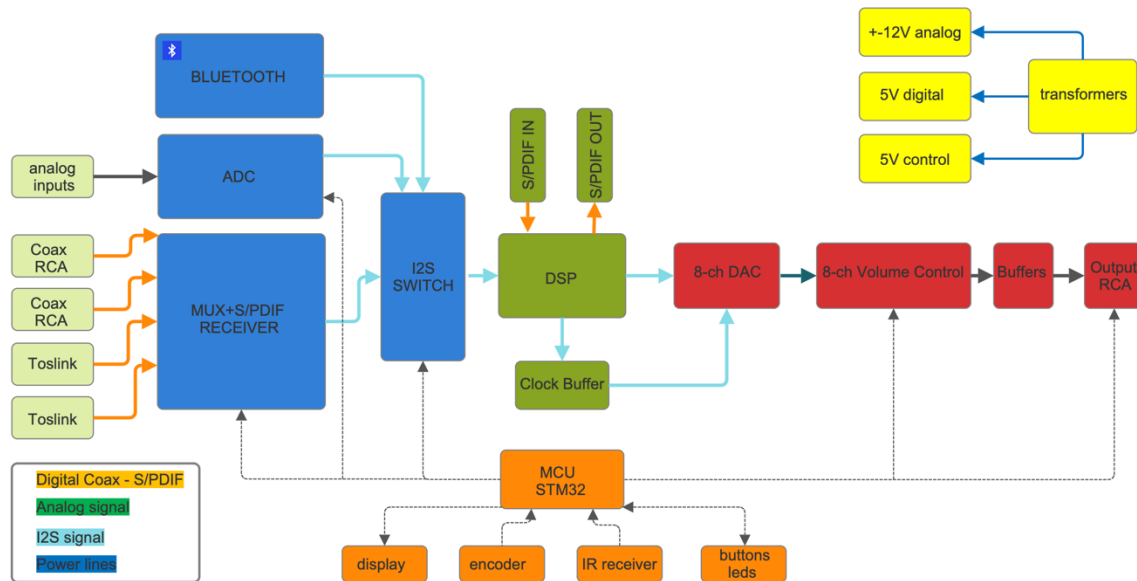 BLUETOOTH
+-12V analog
5V digital
5V control
transformers
analog
inputs
ADC
S/PDIF IN
S/PDIF OUT
Coax
RCA
Coax
RCA
Toslink
Toslink
MUX+S/PDIF
RECEIVER
I2S
SWITCH
DSP
Clock Buffer
8-ch DAC
8-ch Volume Control
Buffers
Output
RCA
MCU
STM32
display
encoder
IR receiver
buttons
leds
Digital Coax - S/PDIF
Analog signal
I2S signal
Power lines